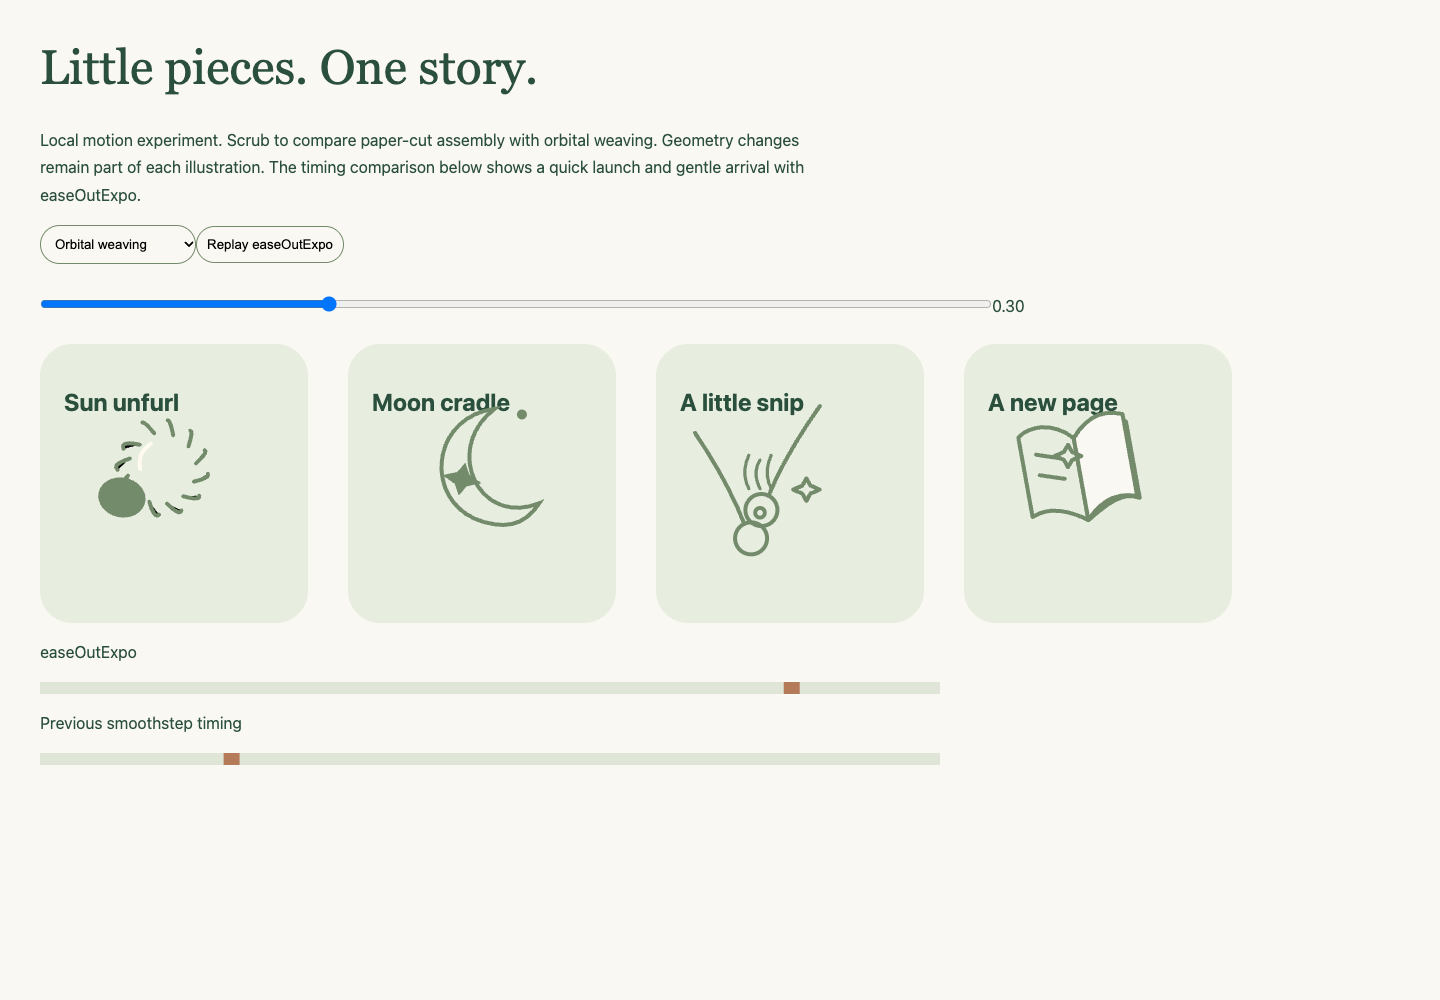 Little pieces. One story.
Local motion experiment. Scrub to compare paper-cut assembly with orbital weaving. Geometry changes
remain part of each illustration. The timing comparison below shows a quick launch and gentle arrival with
easeOutExpo.
Orbital weaving
Replay easeOutExpo
0.30
Sun unfurl
Moon cradle
A little snip
A new page
easeOutExpo
Previous smoothstep timing